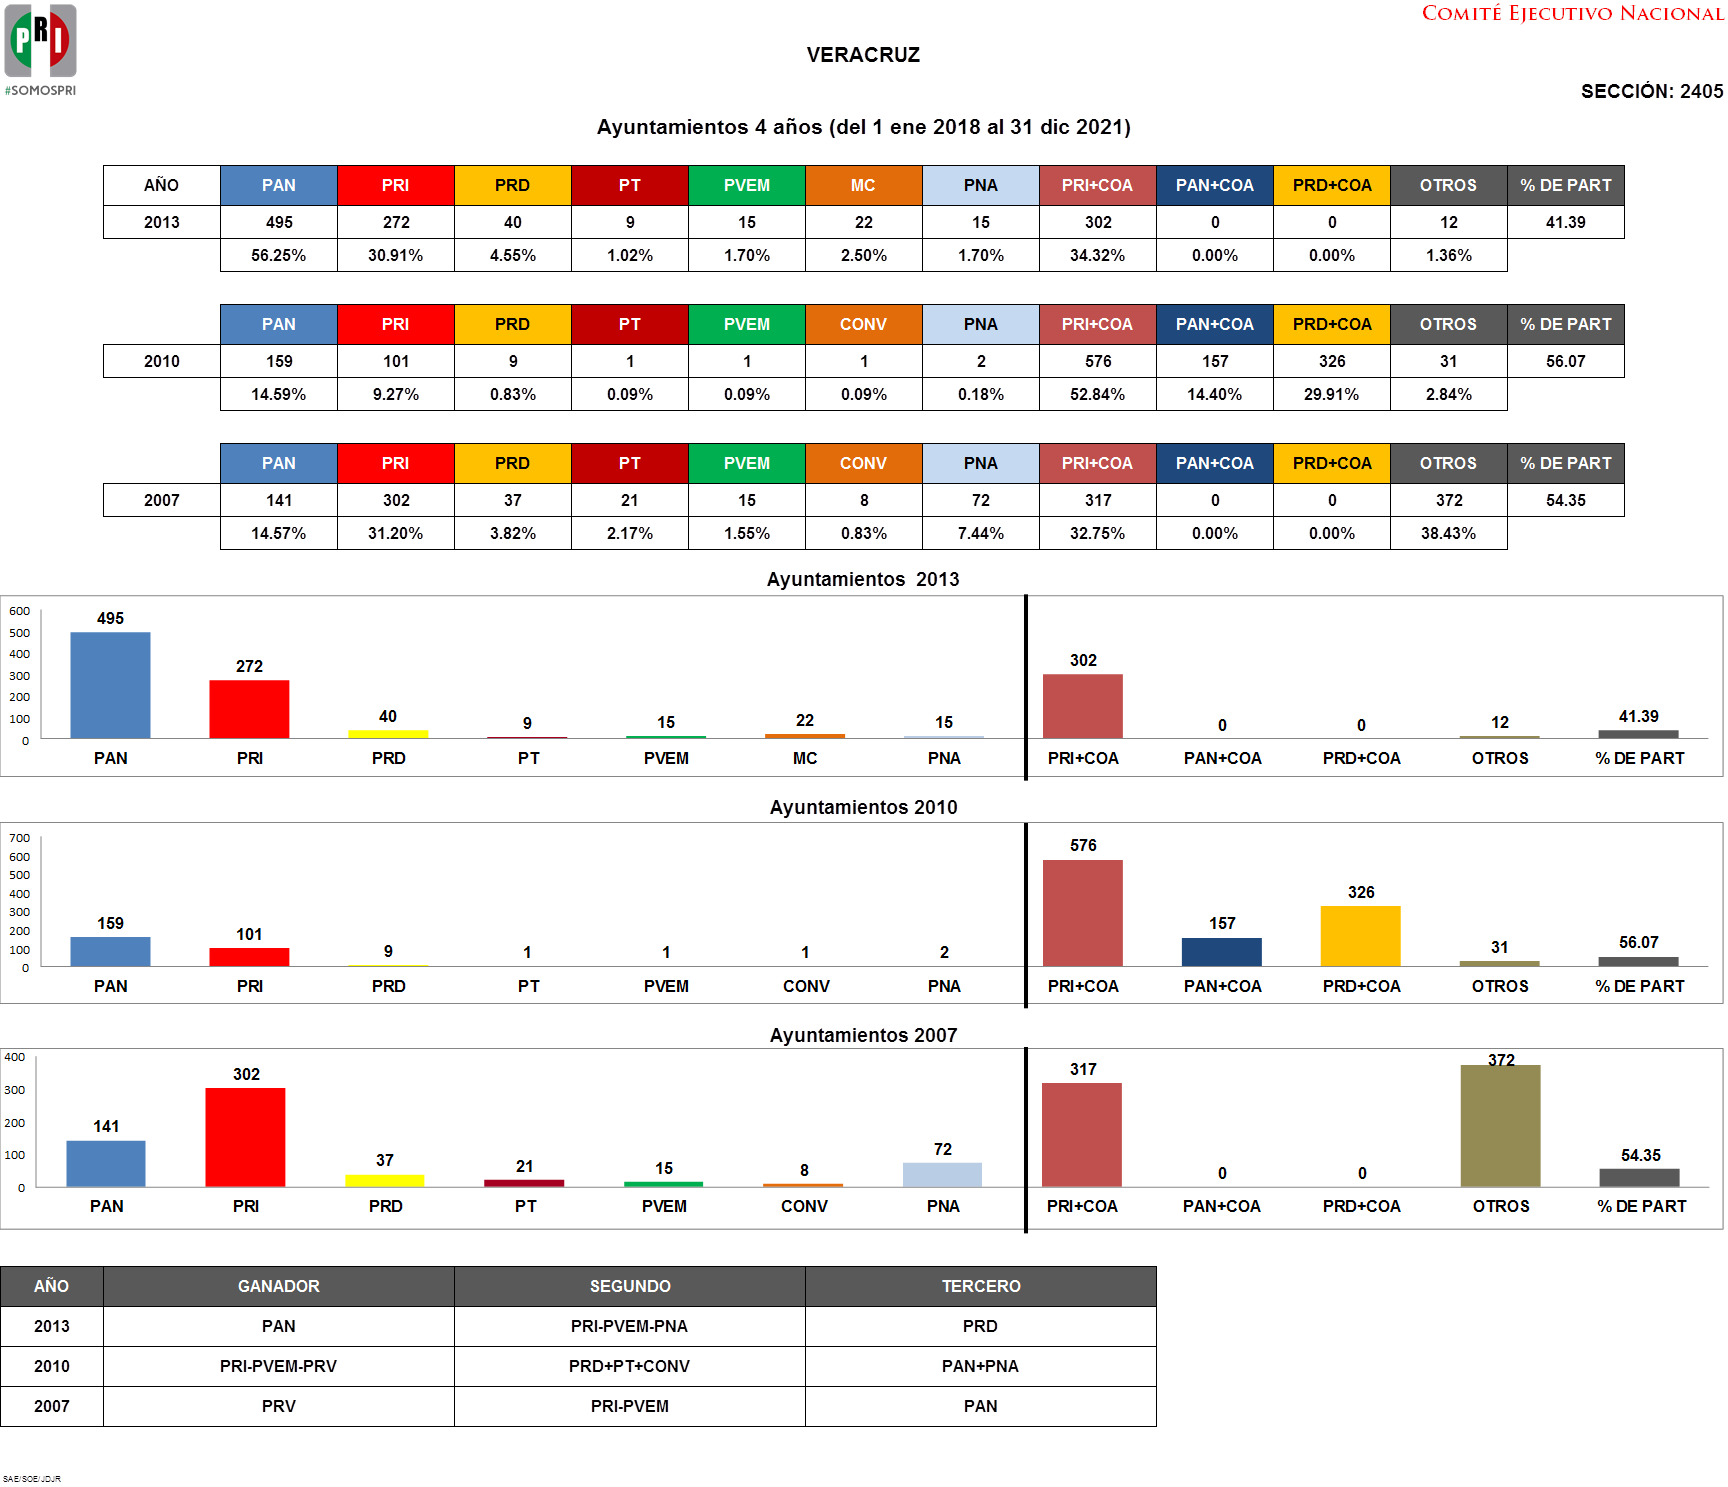 PRI
#SOMOSPRI
COMITÉ EJECUTIVO NACIONAL
VERACRUZ
SECCIÓN: 2405
Ayuntamientos 4 años (del 1 ene 2018 al 31 dic 2021)
AÑO PAN PRI PRD PT PVEM MC PNA PRI+COA PAN+COA PRD+COA OTROS % DE PART
2013 495 272 40 9 15 22 15 302 0 0 12 41.39
56.25% 30.91% 4.55% 1.02% 1.70% 2.50% 1.70% 34.32% 0.00% 0.00% 1.36%
PAN PRI PRD PT PVEM CONV PNA PRI+COA PAN+COA PRD+COA OTROS % DE PART
2010 159 101 9 1 1 1 2 576 157 326 31 56.07
14.59% 9.27% 0.83% 0.09% 0.09% 0.09% 0.18% 52.84% 14.40% 29.91% 2.84%
PAN PRI PRD PT PVEM CONV PNA PRI+COA PAN+COA PRD+COA OTROS % DE PART
2007 141 302 37 21 15 8 72 317 0 0 372 54.35
14.57% 31.20% 3.82% 2.17% 1.55% 0.83% 7.44% 32.75% 0.00% 0.00% 38.43%
Ayuntamientos 2013
600
500
400
300
200
100
0
495 272 40 9 15 22 15 302 0 0 12 41.39
PAN PRI PRD PT PVEM MC PNA PRI+COA PAN+COA PRD+COA OTROS % DE PART
Ayuntamientos 2010
700
600
500
400
300
200
100
0
159 101 9 1 1 1 2 576 157 326 31 56.07
PAN PRI PRD PT PVEM CONV PNA PRI+COA PAN+COA PRD+COA OTROS % DE PART
Ayuntamientos 2007
400
300
200
100
0
141 302 37 21 15 8 72 317 0 0 372 54.35
PAN PRI PRD PT PVEM CONV PNA PRI+COA PAN+COA PRD+COA OTROS % DE PART
AÑO GANADOR SEGUNDO TERCERO
2013 PAN PRI-PVEM-PNA PRD
2010 PRI-PVEM-PRV PRD+PT+CONV PAN+PNA
2007 PRV PRI-PVEM PAN
SAE/SOE/JDJR